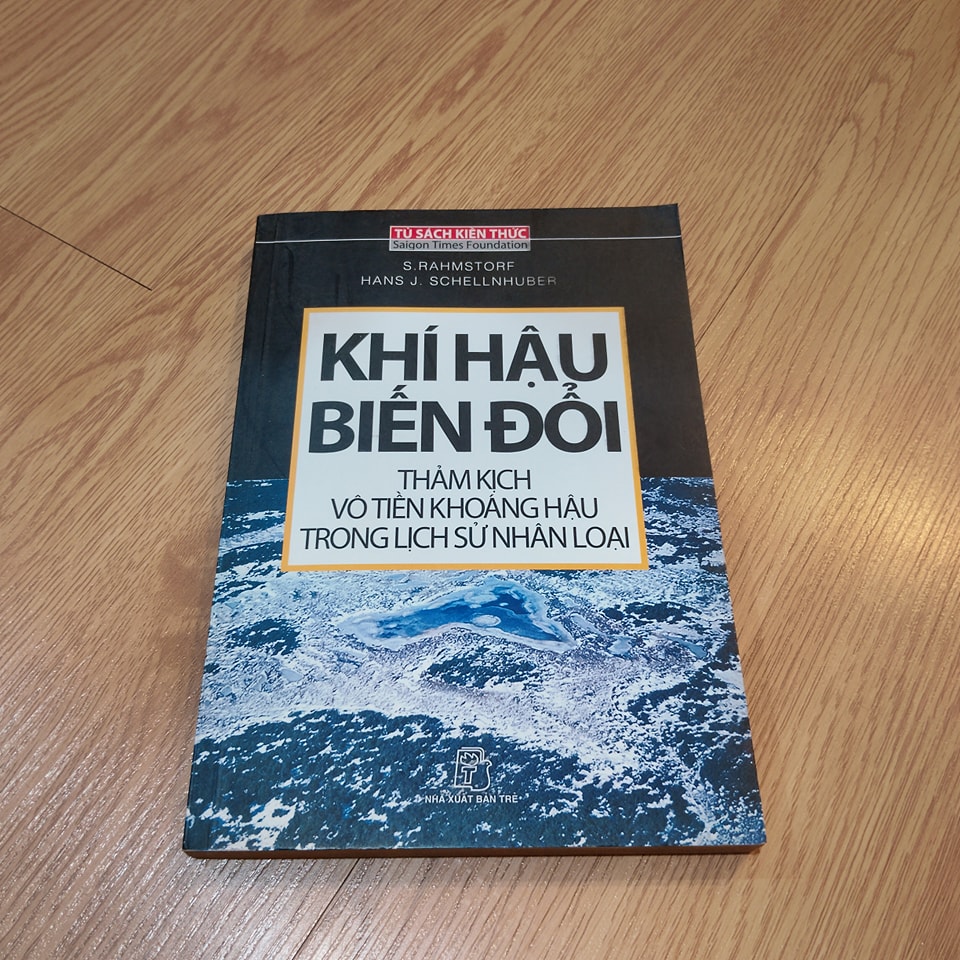 TỦ SÁCH KIẾN THỨC
Saigon Times Foundation
S.RAHMSTORF
HANS J. SCHELLNHUBER
KHÍ HẬU
BIẾN ĐỔI
THẢM KỊCH
VÔ TIỀN KHOÁNG HẬU
TRONG LỊCH SỬ NHÂN LOẠI
NHÀ XUẤT BẢN TRẺ